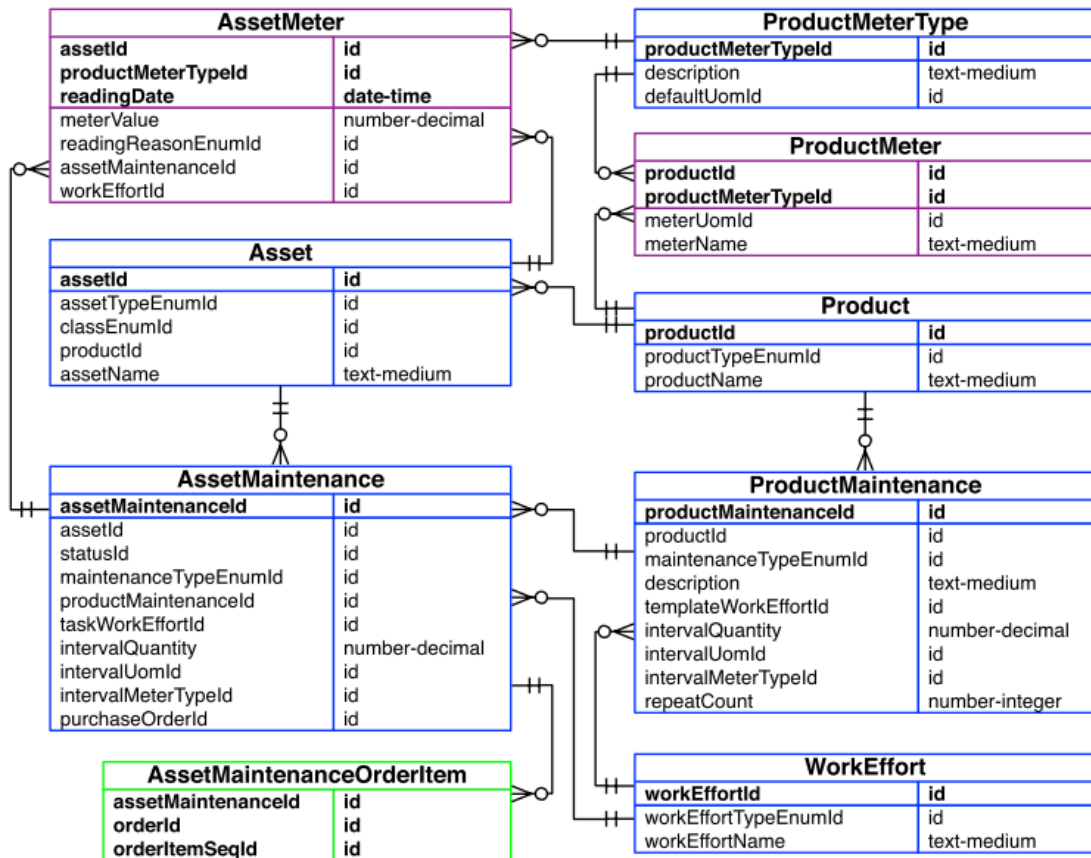 AssetMeter
assetId id
productMeterTypeId id
readingDate date-time
meterValue number-decimal
readingReasonEnumId id
assetMaintenanceId id
workEffortId id
ProductMeterType
productMeterTypeId id
description text-medium
defaultUomId id
ProductMeter
productId id
productMeterTypeId id
meterUomId id
meterName text-medium
Asset
assetId id
assetTypeEnumId id
classEnumId id
productId id
assetName text-medium
Product
productId id
productTypeEnumId id
productName text-medium
AssetMaintenance
assetMaintenanceId id
assetId id
statusId id
maintenanceTypeEnumId id
productMaintenanceId id
taskWorkEffortId id
intervalQuantity number-decimal
intervalUomId id
intervalMeterTypeId id
purchaseOrderId id
ProductMaintenance
productMaintenanceId id
productId id
maintenanceTypeEnumId id
description text-medium
templateWorkEffortId id
intervalQuantity number-decimal
intervalUomId id
intervalMeterTypeId id
repeatCount number-integer
AssetMaintenanceOrderItem
assetMaintenanceId id
orderId id
orderItemSeqId id
WorkEffort
workEffortId id
workEffortTypeEnumId id
workEffortName text-medium